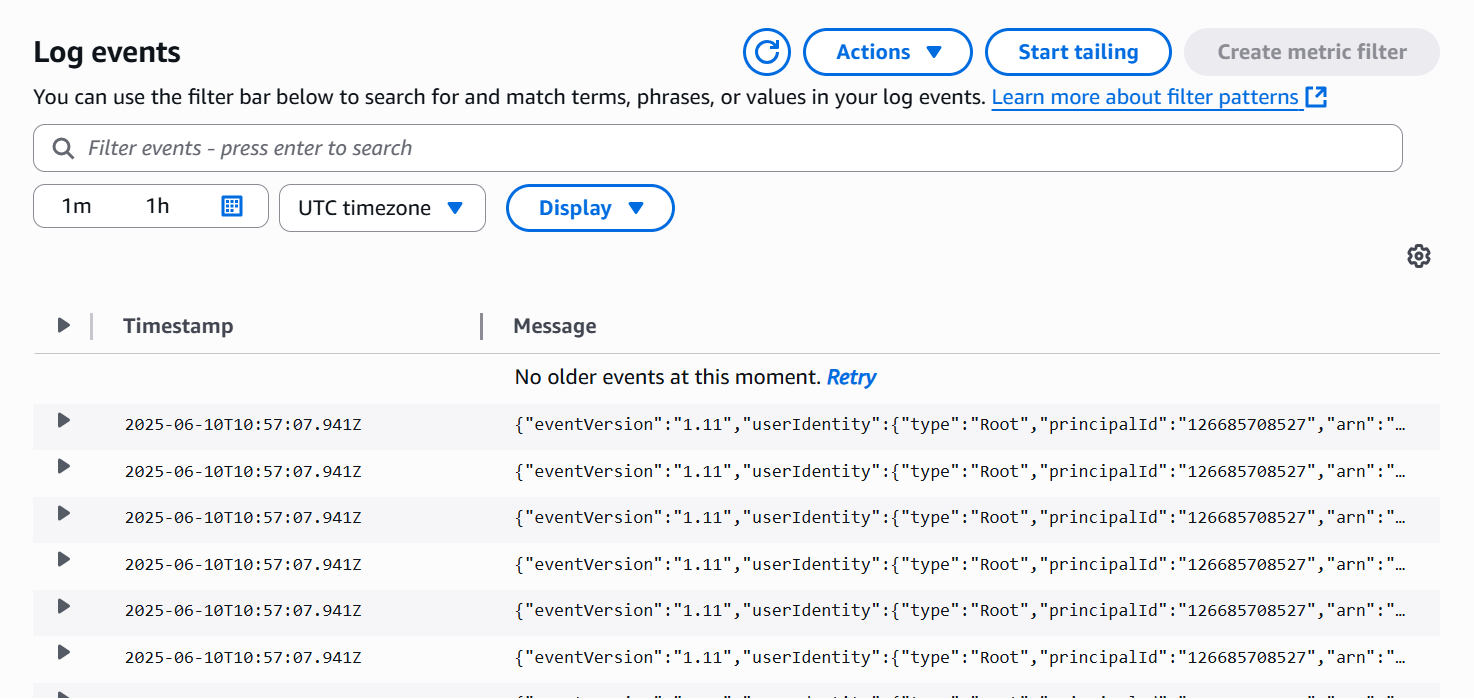 Log events
Actions
Start tailing
Create metric filter
You can use the filter bar below to search for and match terms, phrases, or values in your log events. Learn more about filter patterns
Filter events - press enter to search
1m 1h UTC timezone Display
Timestamp Message
No older events at this moment. Retry
2025-06-10T10:57:07.941Z {"eventVersion":"1.11","userIdentity":{"type":"Root","principalId":"126685708527","arn":"…
2025-06-10T10:57:07.941Z {"eventVersion":"1.11","userIdentity":{"type":"Root","principalId":"126685708527","arn":"…
2025-06-10T10:57:07.941Z {"eventVersion":"1.11","userIdentity":{"type":"Root","principalId":"126685708527","arn":"…
2025-06-10T10:57:07.941Z {"eventVersion":"1.11","userIdentity":{"type":"Root","principalId":"126685708527","arn":"…
2025-06-10T10:57:07.941Z {"eventVersion":"1.11","userIdentity":{"type":"Root","principalId":"126685708527","arn":"…
2025-06-10T10:57:07.941Z {"eventVersion":"1.11","userIdentity":{"type":"Root","principalId":"126685708527","arn":"…